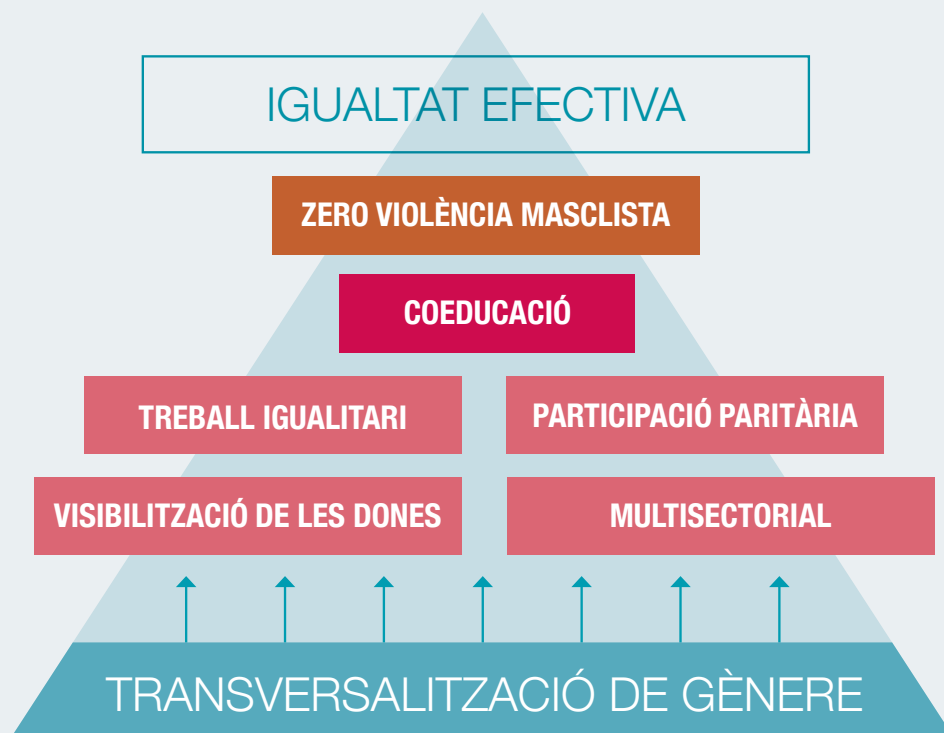 IGUALTAT EFECTIVA
ZERO VIOLÈNCIA MASCLISTA
COEDUCACIÓ
TREBALL IGUALITARI
PARTICIPACIÓ PARITÀRIA
VISIBILITZACIÓ DE LES DONES
MULTISECTORIAL
TRANSVERSALITZACIÓ DE GÈNERE